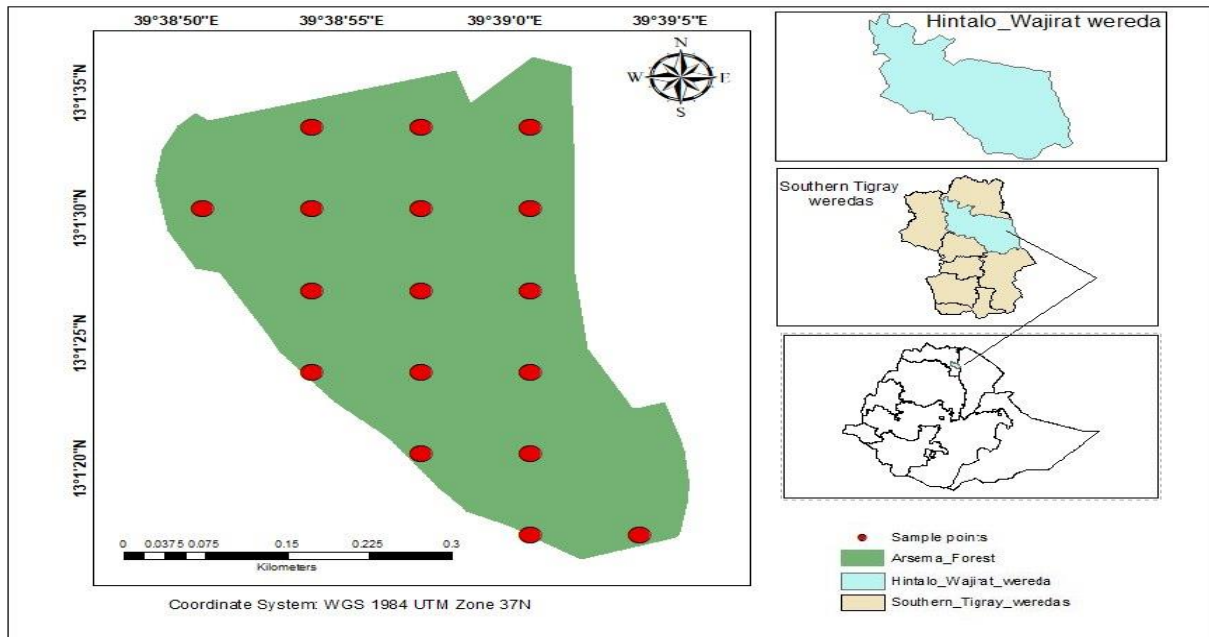 39°38'50"E 39°38'55"E 39°39'0"E 39°39'5"E
13°1'35"N
13°1'30"N
13°1'25"N
13°1'20"N
N
W E
S
0 0.0375 0.075 0.15 0.225 0.3
Kilometers
Coordinate System: WGS 1984 UTM Zone 37N
Hintalo_Wajirat wereda
Southern Tigray
weredas
Sample points
Arsema_Forest
Hintalo_Wajirat_wereda
Southern_Tigray_weredas